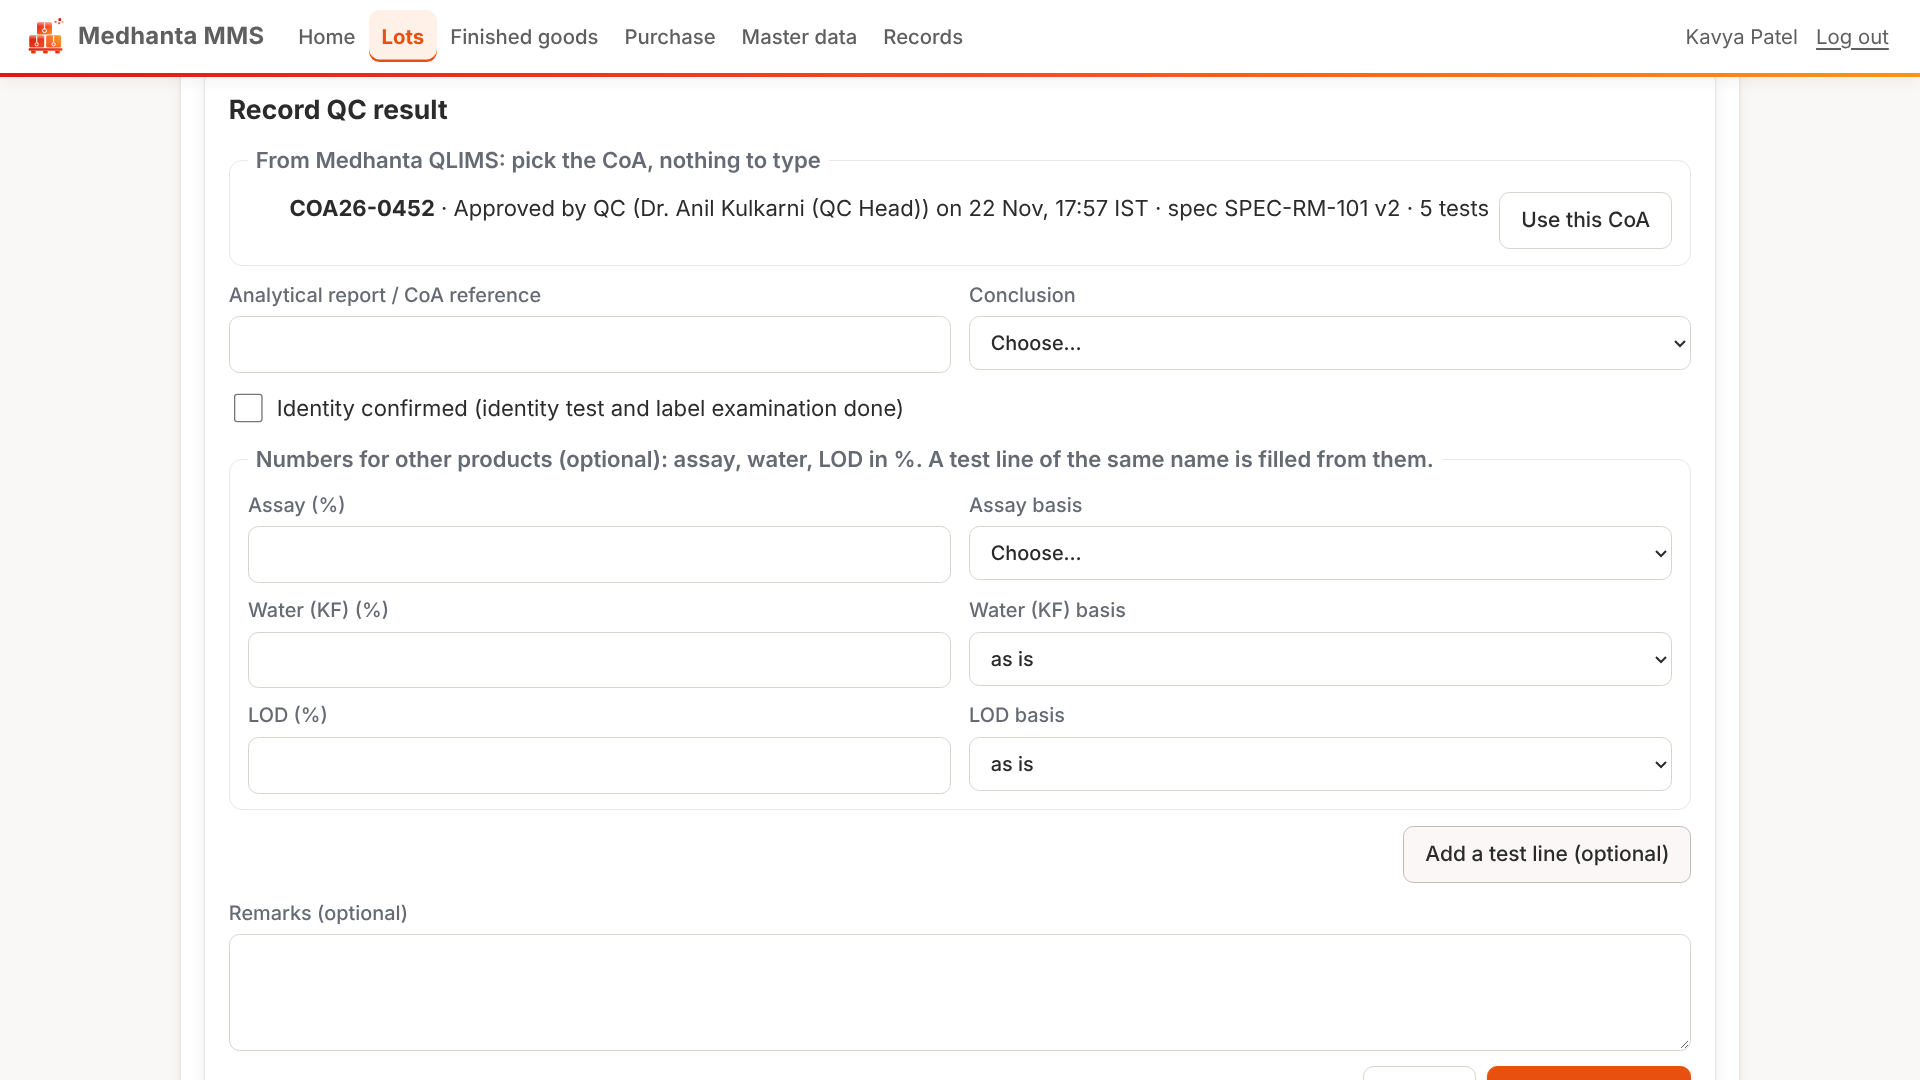 Medhanta MMS
Home
Lots
Finished goods
Purchase
Master data
Records
Kavya Patel
Log out
Record QC result
From Medhanta QLIMS: pick the CoA, nothing to type
COA26-0452 · Approved by QC (Dr. Anil Kulkarni (QC Head)) on 22 Nov, 17:57 IST · spec SPEC-RM-101 v2 · 5 tests
Use this CoA
Analytical report / CoA reference
Conclusion
Choose...
Identity confirmed (identity test and label examination done)
Numbers for other products (optional): assay, water, LOD in %. A test line of the same name is filled from them.
Assay (%)
Assay basis
Choose...
Water (KF) (%)
Water (KF) basis
as is
LOD (%)
LOD basis
as is
Add a test line (optional)
Remarks (optional)